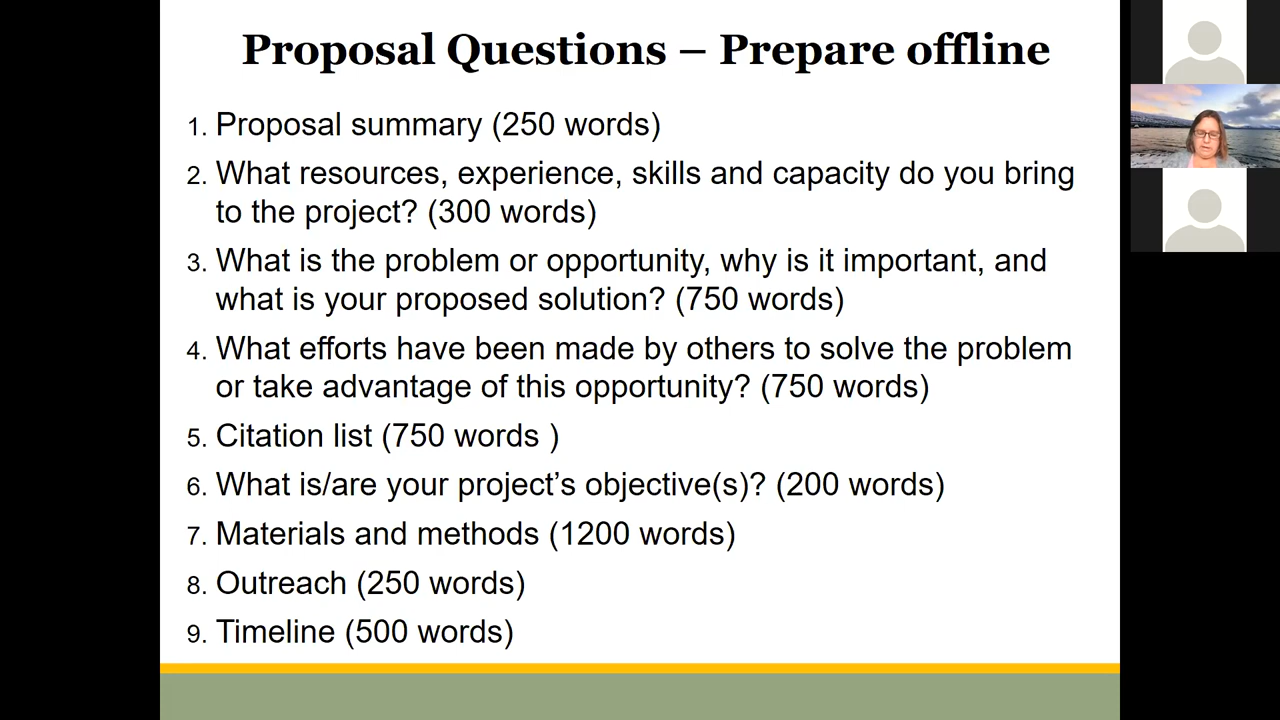 Proposal Questions – Prepare offline
1. Proposal summary (250 words)
2. What resources, experience, skills and capacity do you bring
to the project? (300 words)
3. What is the problem or opportunity, why is it important, and
what is your proposed solution? (750 words)
4. What efforts have been made by others to solve the problem
or take advantage of this opportunity? (750 words)
5. Citation list (750 words )
6. What is/are your project’s objective(s)? (200 words)
7. Materials and methods (1200 words)
8. Outreach (250 words)
9. Timeline (500 words)